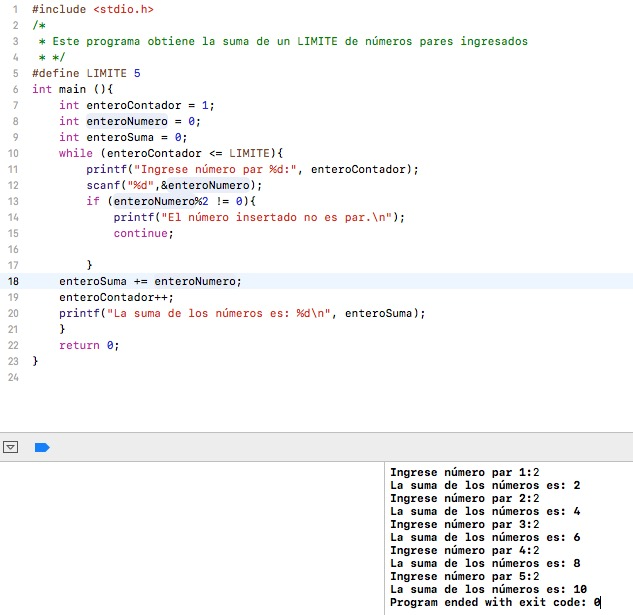 1 #include <stdio.h>
2 /*
3 * Este programa obtiene la suma de un LIMITE de números pares ingresados
4 * */
5 #define LIMITE 5
6 int main (){
7 int enteroContador = 1;
8 int enteroNumero = 0;
9 int enteroSuma = 0;
10 while (enteroContador <= LIMITE){
11 printf("Ingrese número par %d:", enteroContador);
12 scanf("%d",&enteroNumero);
13 if (enteroNumero%2 != 0){
14 printf("El número insertado no es par.\n");
15 continue;
16
17 }
18 enteroSuma += enteroNumero;
19 enteroContador++;
20 printf("La suma de los números es: %d\n", enteroSuma);
21 }
22 return 0;
23 }
24
Ingrese número par 1:2
La suma de los números es: 2
Ingrese número par 2:2
La suma de los números es: 4
Ingrese número par 3:2
La suma de los números es: 6
Ingrese número par 4:2
La suma de los números es: 8
Ingrese número par 5:2
La suma de los números es: 10
Program ended with exit code: 0